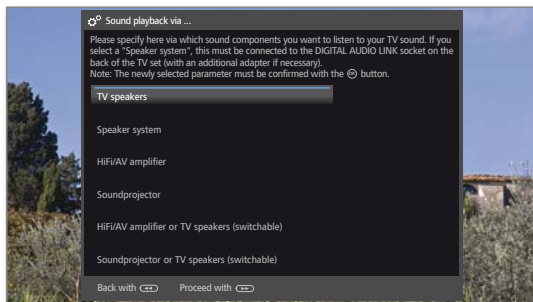 Sound playback via ...
Please specify here via which sound components you want to listen to your TV sound. If you
select a "Speaker system", this must be connected to the DIGITAL AUDIO LINK socket on the
back of the TV set (with an additional adapter if necessary).
Note: The newly selected parameter must be confirmed with the OK button.
TV speakers
Speaker system
HiFi/AV amplifier
Soundprojector
HiFi/AV amplifier or TV speakers (switchable)
Soundprojector or TV speakers (switchable)
Back with Proceed with